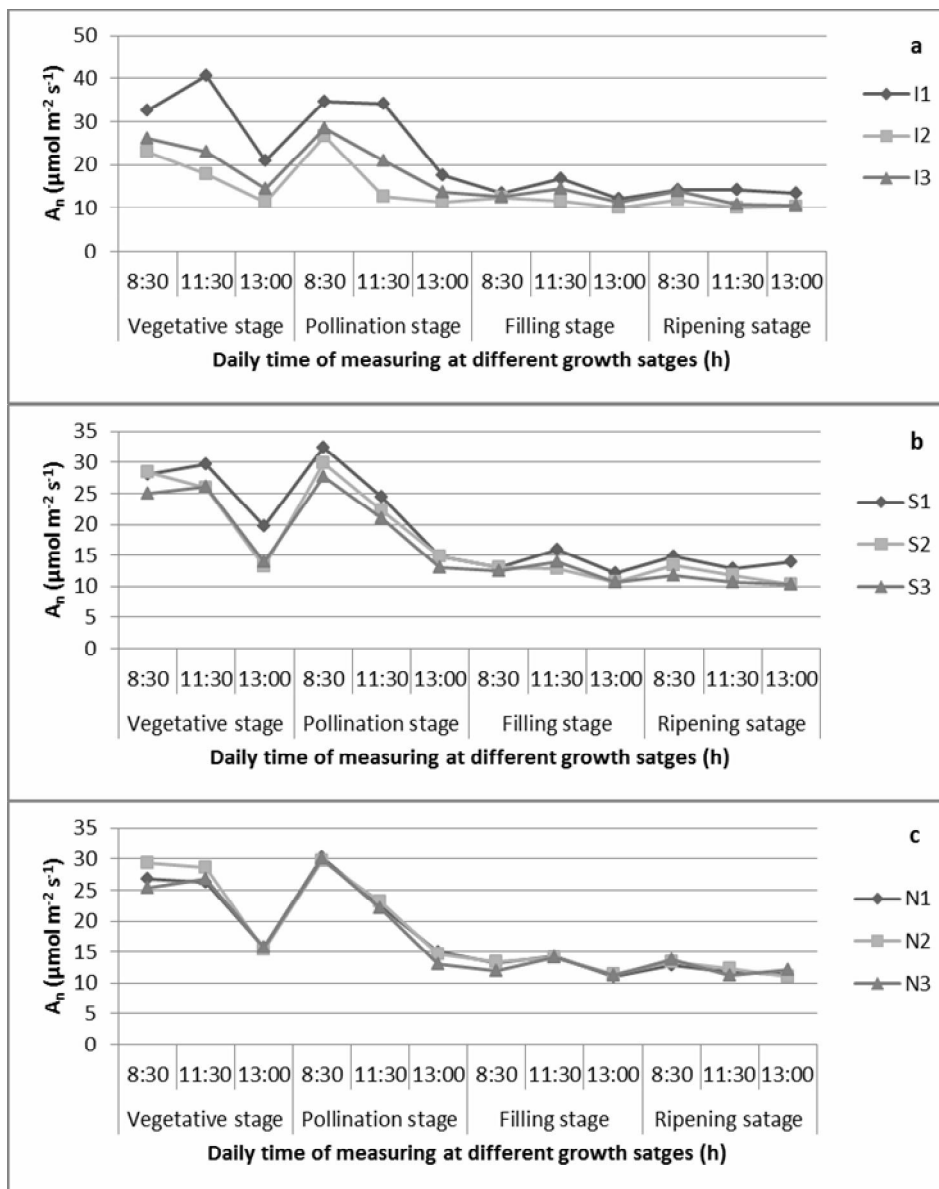 a
50
40
30
20
10
0
Aₙ (µmol m⁻² s⁻¹)
I1
I2
I3
8:30 11:30 13:00 8:30 11:30 13:00 8:30 11:30 13:00 8:30 11:30 13:00
Vegetative stage Pollination stage Filling stage Ripening satage
Daily time of measuring at different growth satges (h)
b
35
30
25
20
15
10
5
0
Aₙ (µmol m⁻² s⁻¹)
S1
S2
S3
8:30 11:30 13:00 8:30 11:30 13:00 8:30 11:30 13:00 8:30 11:30 13:00
Vegetative stage Pollination stage Filling stage Ripening satage
Daily time of measuring at different growth satges (h)
c
35
30
25
20
15
10
5
0
Aₙ (µmol m⁻² s⁻¹)
N1
N2
N3
8:30 11:30 13:00 8:30 11:30 13:00 8:30 11:30 13:00 8:30 11:30 13:00
Vegetative stage Pollination stage Filling stage Ripening satage
Daily time of measuring at different growth satges (h)